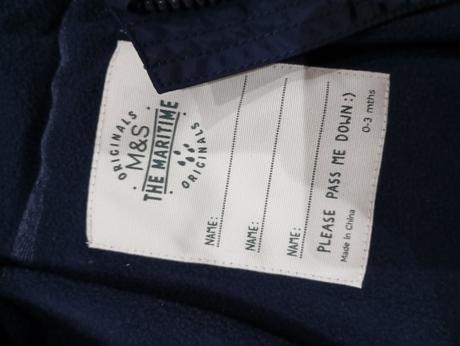 ORIGINALS
M&S
THE MARITIME
ORIGINALS
NAME:
NAME:
NAME:
PLEASE PASS ME DOWN:)
Made in China
0-3 mths